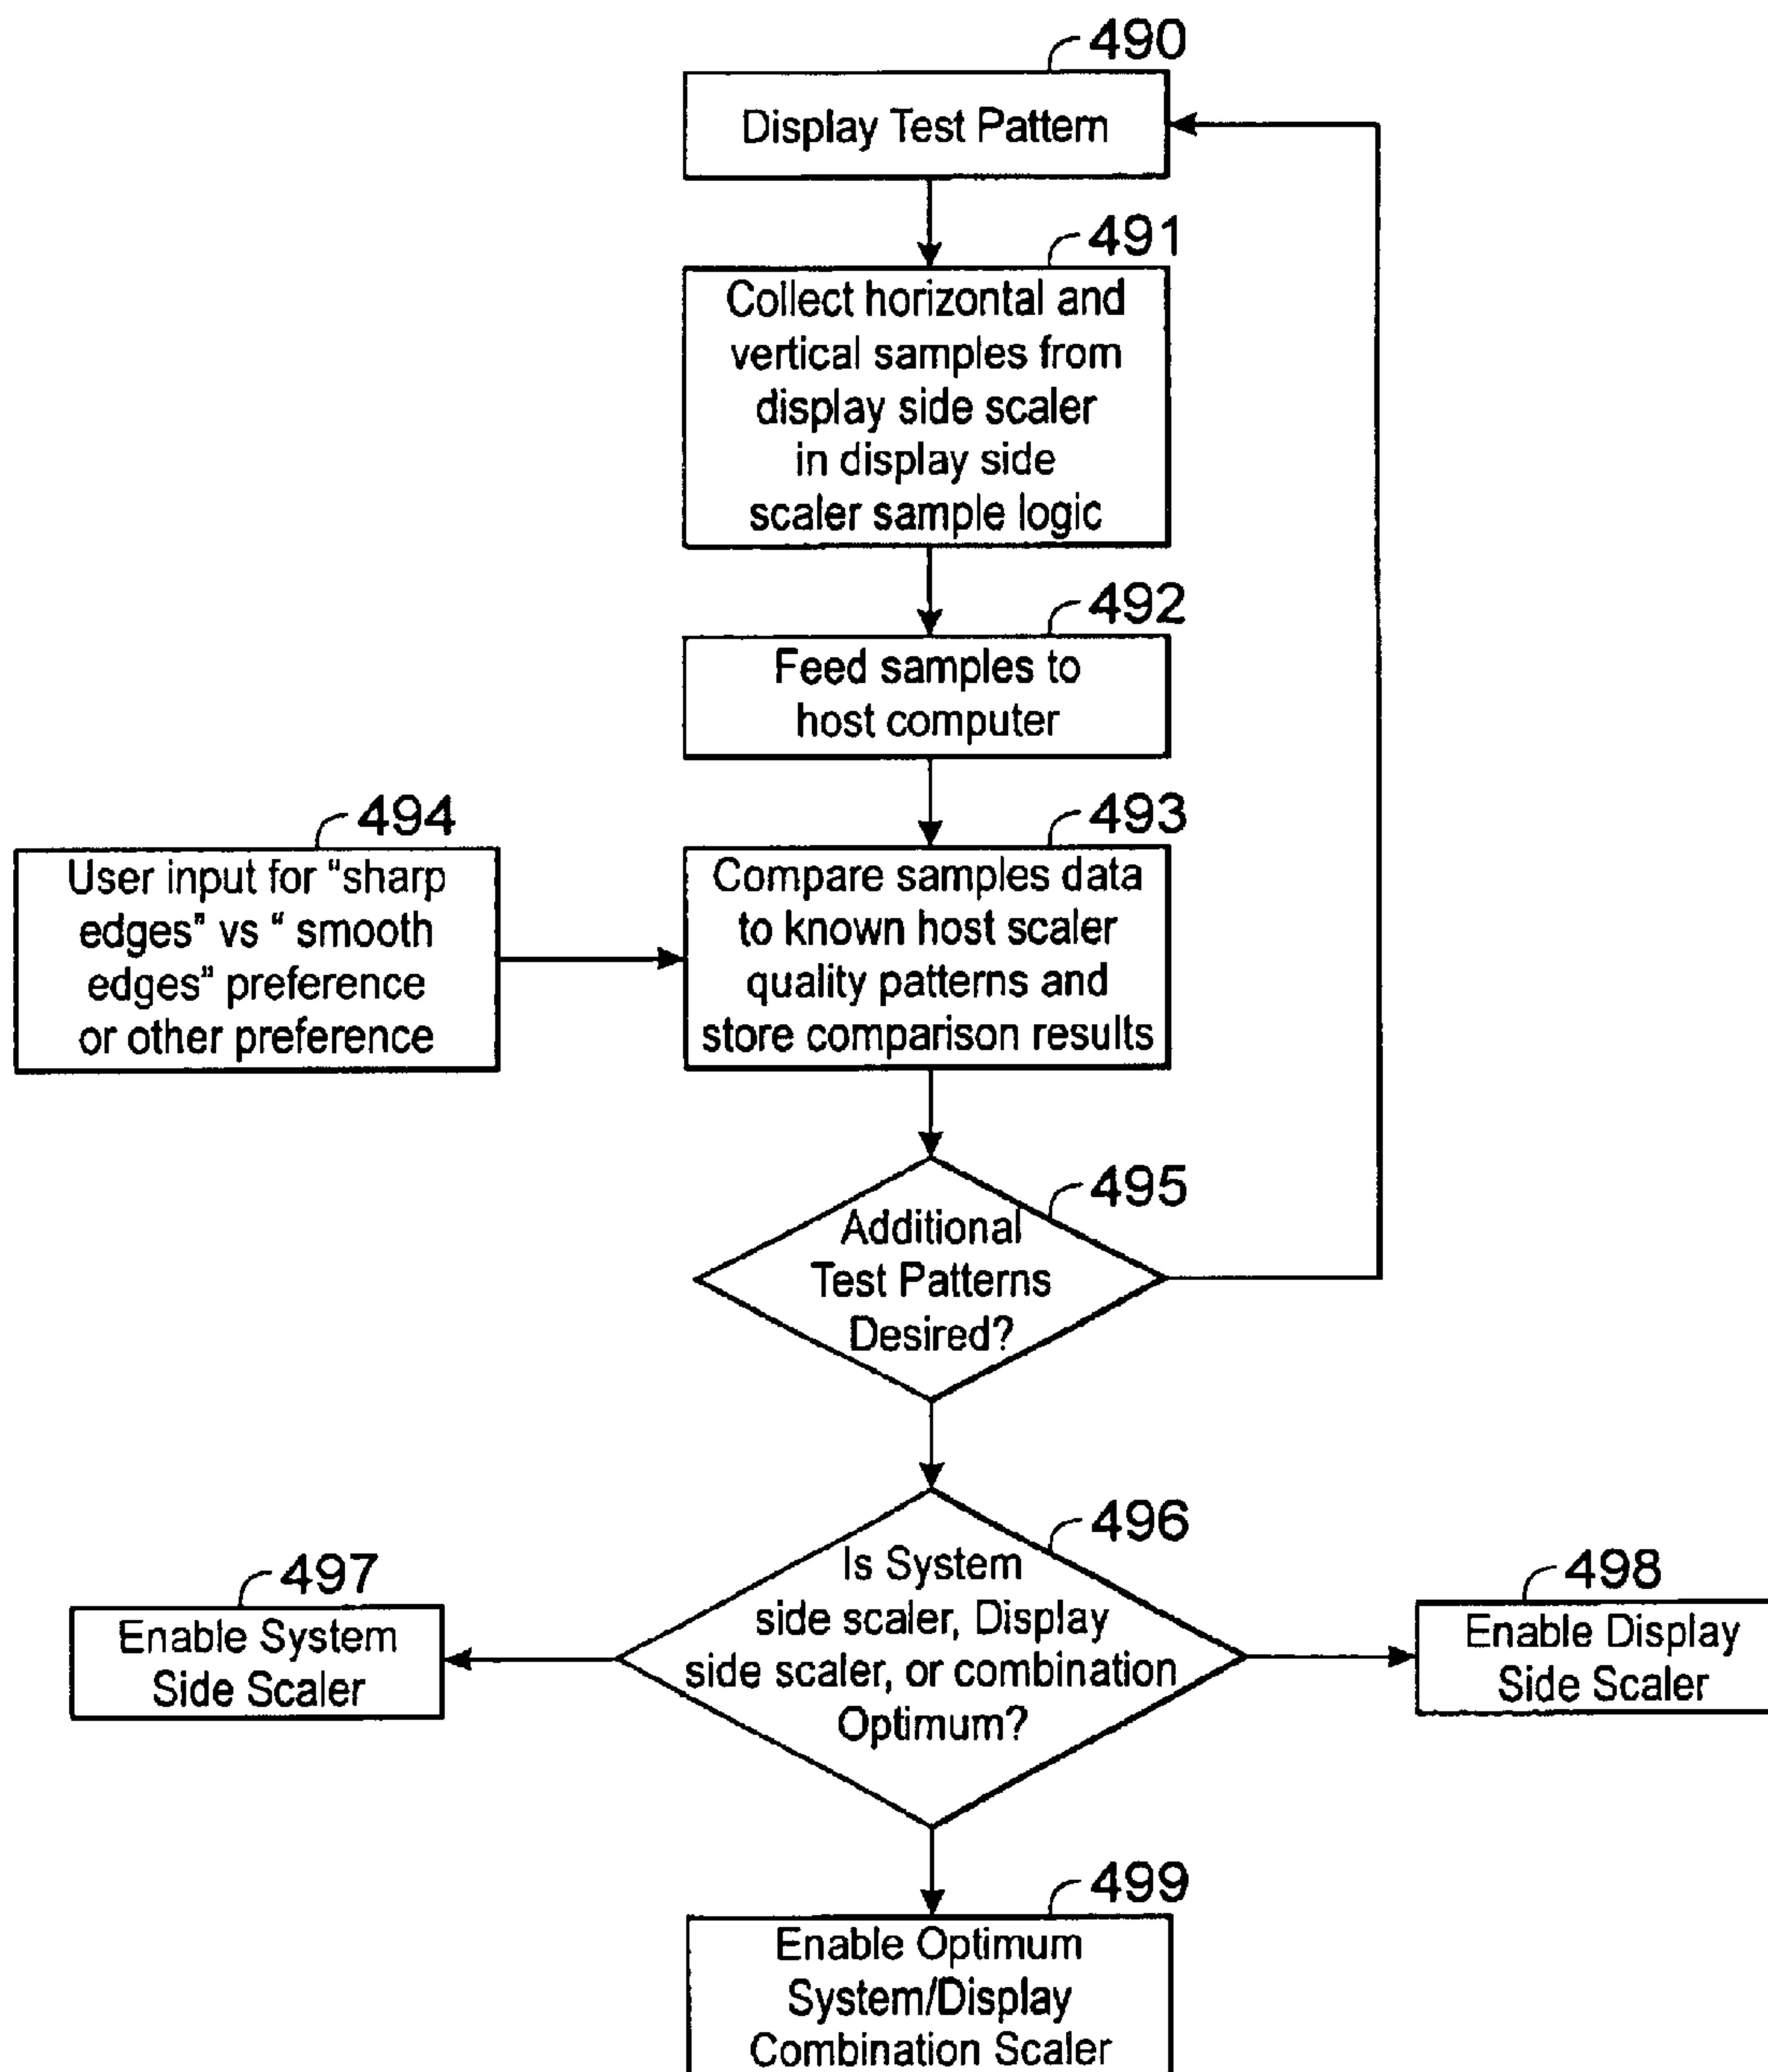 490
Display Test Pattern
491
Collect horizontal and
vertical samples from
display side scaler
in display side
scaler sample logic
492
Feed samples to
host computer
494
User input for "sharp
edges" vs " smooth
edges" preference
or other preference
493
Compare samples data
to known host scaler
quality patterns and
store comparison results
495
Additional
Test Patterns
Desired?
496
Is System
side scaler, Display
side scaler, or combination
Optimum?
497
Enable System
Side Scaler
498
Enable Display
Side Scaler
499
Enable Optimum
System/Display
Combination Scaler